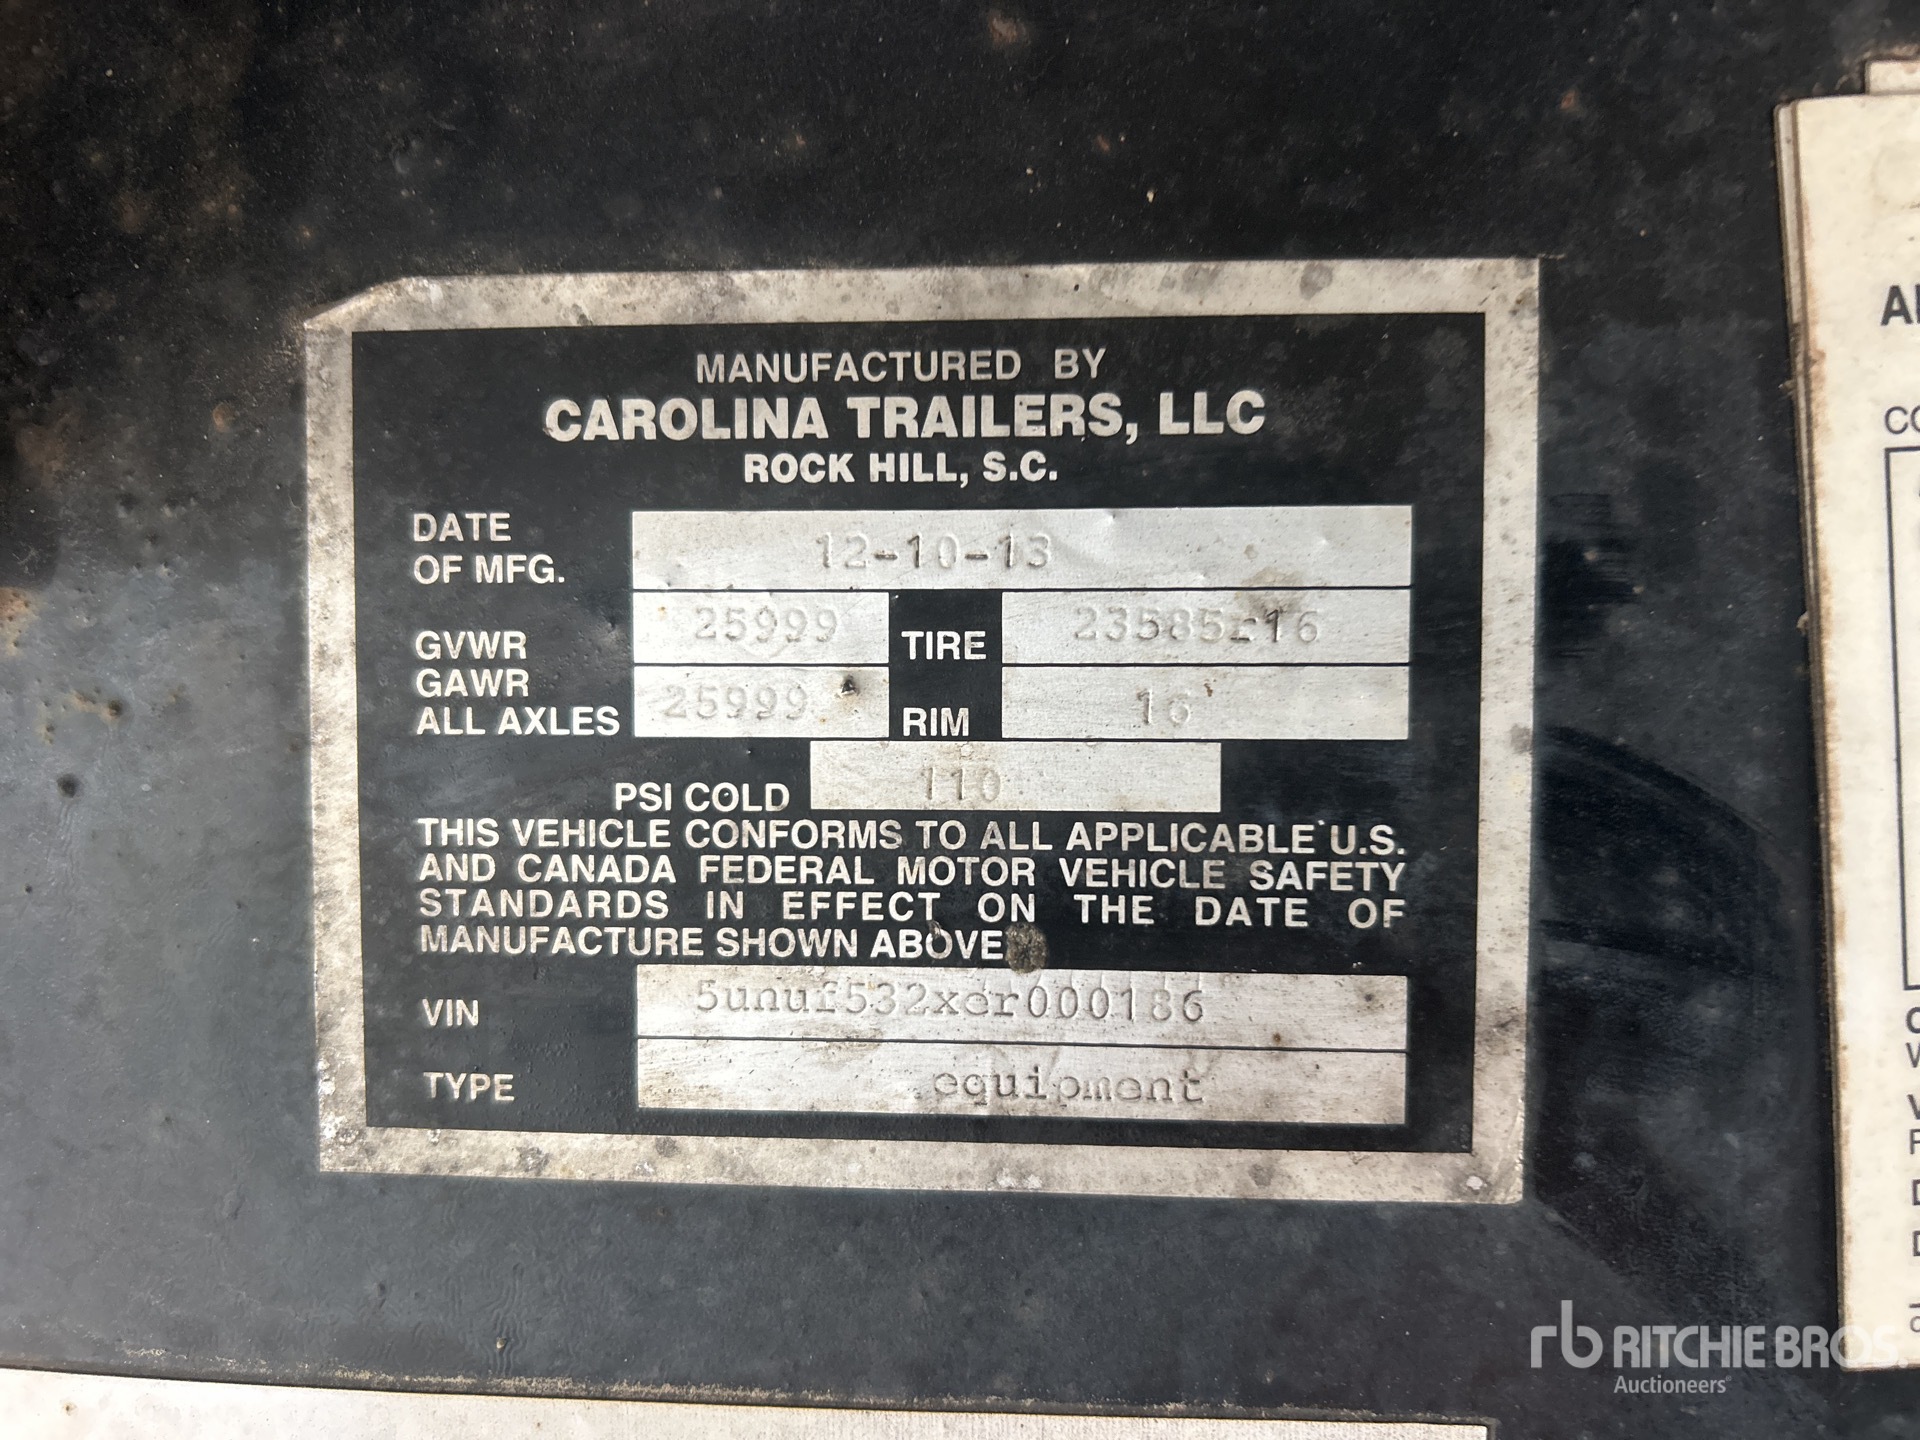 MANUFACTURED BY
CAROLINA TRAILERS, LLC
ROCK HILL, S.C.
DATE
OF MFG.
12-10-13
GVWR
25999
TIRE
23585r16
GAWR
ALL AXLES
25999
RIM
16
PSI COLD
110
THIS VEHICLE CONFORMS TO ALL APPLICABLE U.S.
AND CANADA FEDERAL MOTOR VEHICLE SAFETY
STANDARDS IN EFFECT ON THE DATE OF
MANUFACTURE SHOWN ABOVE
VIN
5unuf532xer000186
TYPE
equipment
rb RITCHIE BROS.
Auctioneers